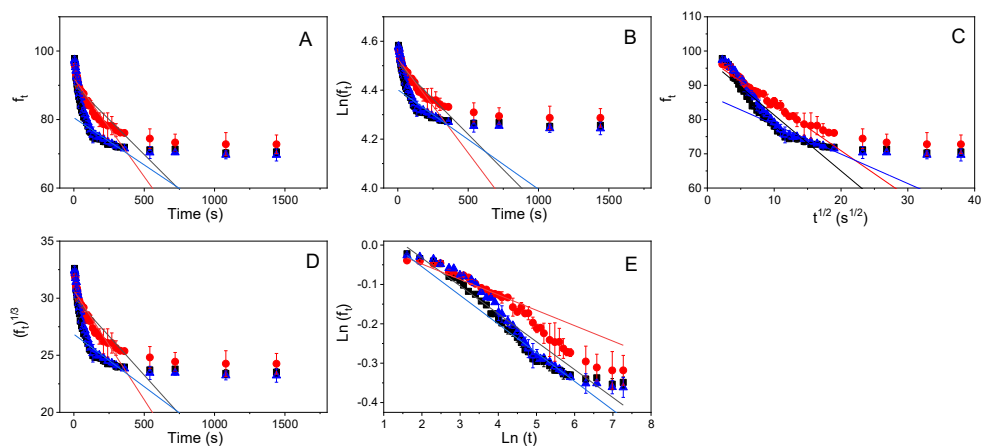 A
100
90
80
70
60
f_t
0 500 1000 1500
Time (s)
B
4.6
4.4
4.2
4.0
Ln(f_t)
0 500 1000 1500
Time (s)
C
100
90
80
70
60
f_t
0 10 20 30 40
t^1/2 (s^1/2)
D
35
30
25
20
(f_t)^1/3
0 500 1000 1500
Time (s)
E
0.0
-0.1
-0.2
-0.3
-0.4
Ln (f_t)
1 2 3 4 5 6 7 8
Ln (t)